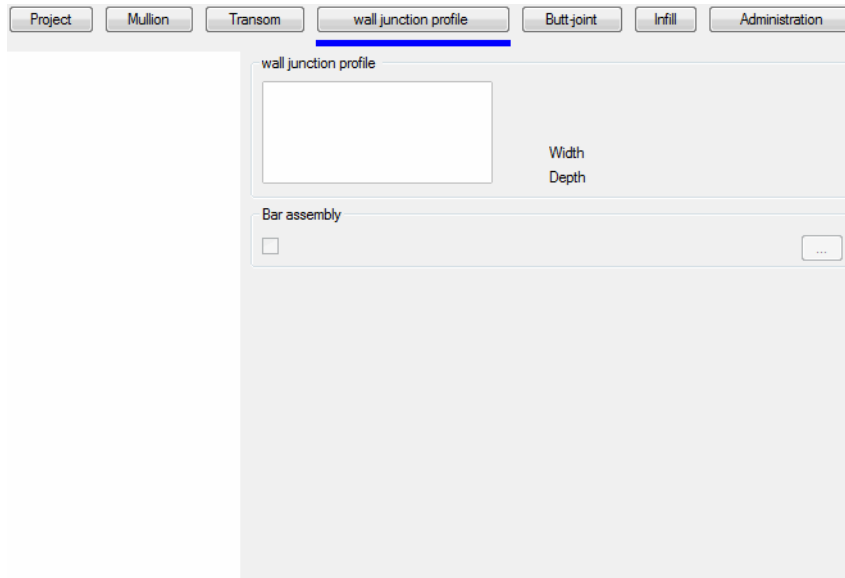 Project Mullion Transom wall junction profile Butt-joint Infill Administration
wall junction profile
Width
Depth
Bar assembly
...